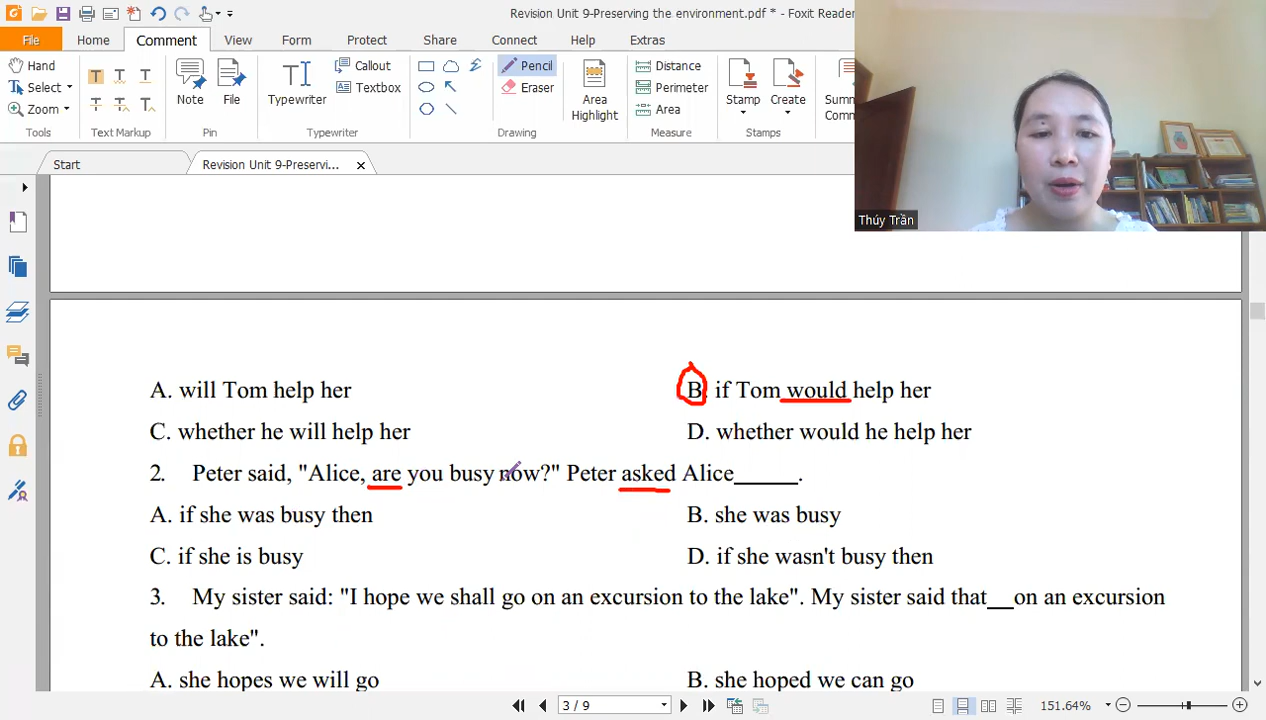 Revision Unit 9-Preserving the environment.pdf * - Foxit Reader
File Home Comment View Form Protect Share Connect Help Extras
Hand
Select
Zoom
Tools
Text Markup
Note
File
Pin
Typewriter
Callout
Textbox
Typewriter
Pencil
Eraser
Drawing
Area
Highlight
Distance
Perimeter
Area
Measure
Stamp
Create
Stamps
Summ
Comm
Start
Revision Unit 9-Preservi...
Thúy Trần
A. will Tom help her
B. if Tom would help her
C. whether he will help her
D. whether would he help her
2. Peter said, "Alice, are you busy now?" Peter asked Alice______.
A. if she was busy then
B. she was busy
C. if she is busy
D. if she wasn't busy then
3. My sister said: "I hope we shall go on an excursion to the lake". My sister said that__on an excursion
to the lake".
A. she hopes we will go
B. she hoped we can go
3 / 9
151.64%